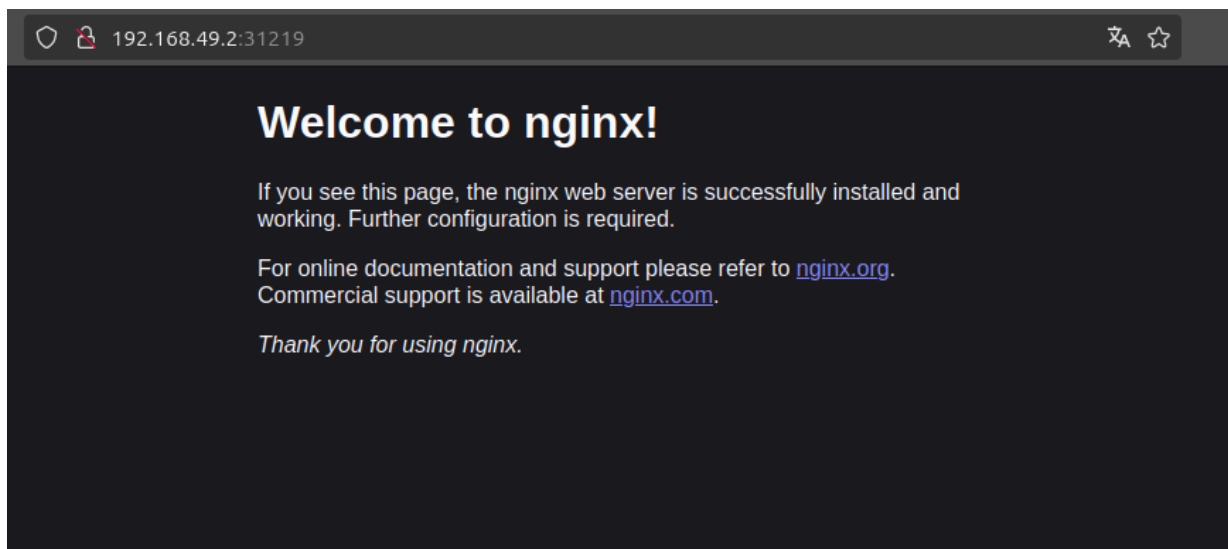 192.168.49.2:31219
Welcome to nginx!
If you see this page, the nginx web server is successfully installed and
working. Further configuration is required.
For online documentation and support please refer to nginx.org.
Commercial support is available at nginx.com.
Thank you for using nginx.